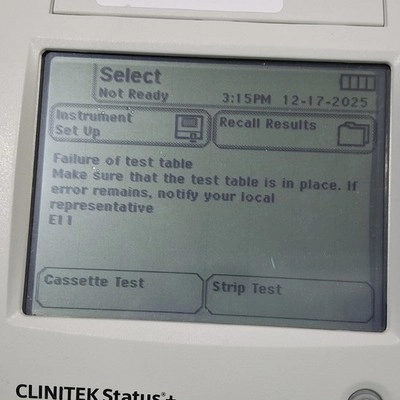 Select
Not Ready
3:15PM 12-17-2025
Instrument
Set Up
Recall Results
Failure of test table
Make sure that the test table is in place. If
error remains, notify your local
representative
E11
Cassette Test
Strip Test
CLINITEK Status®+